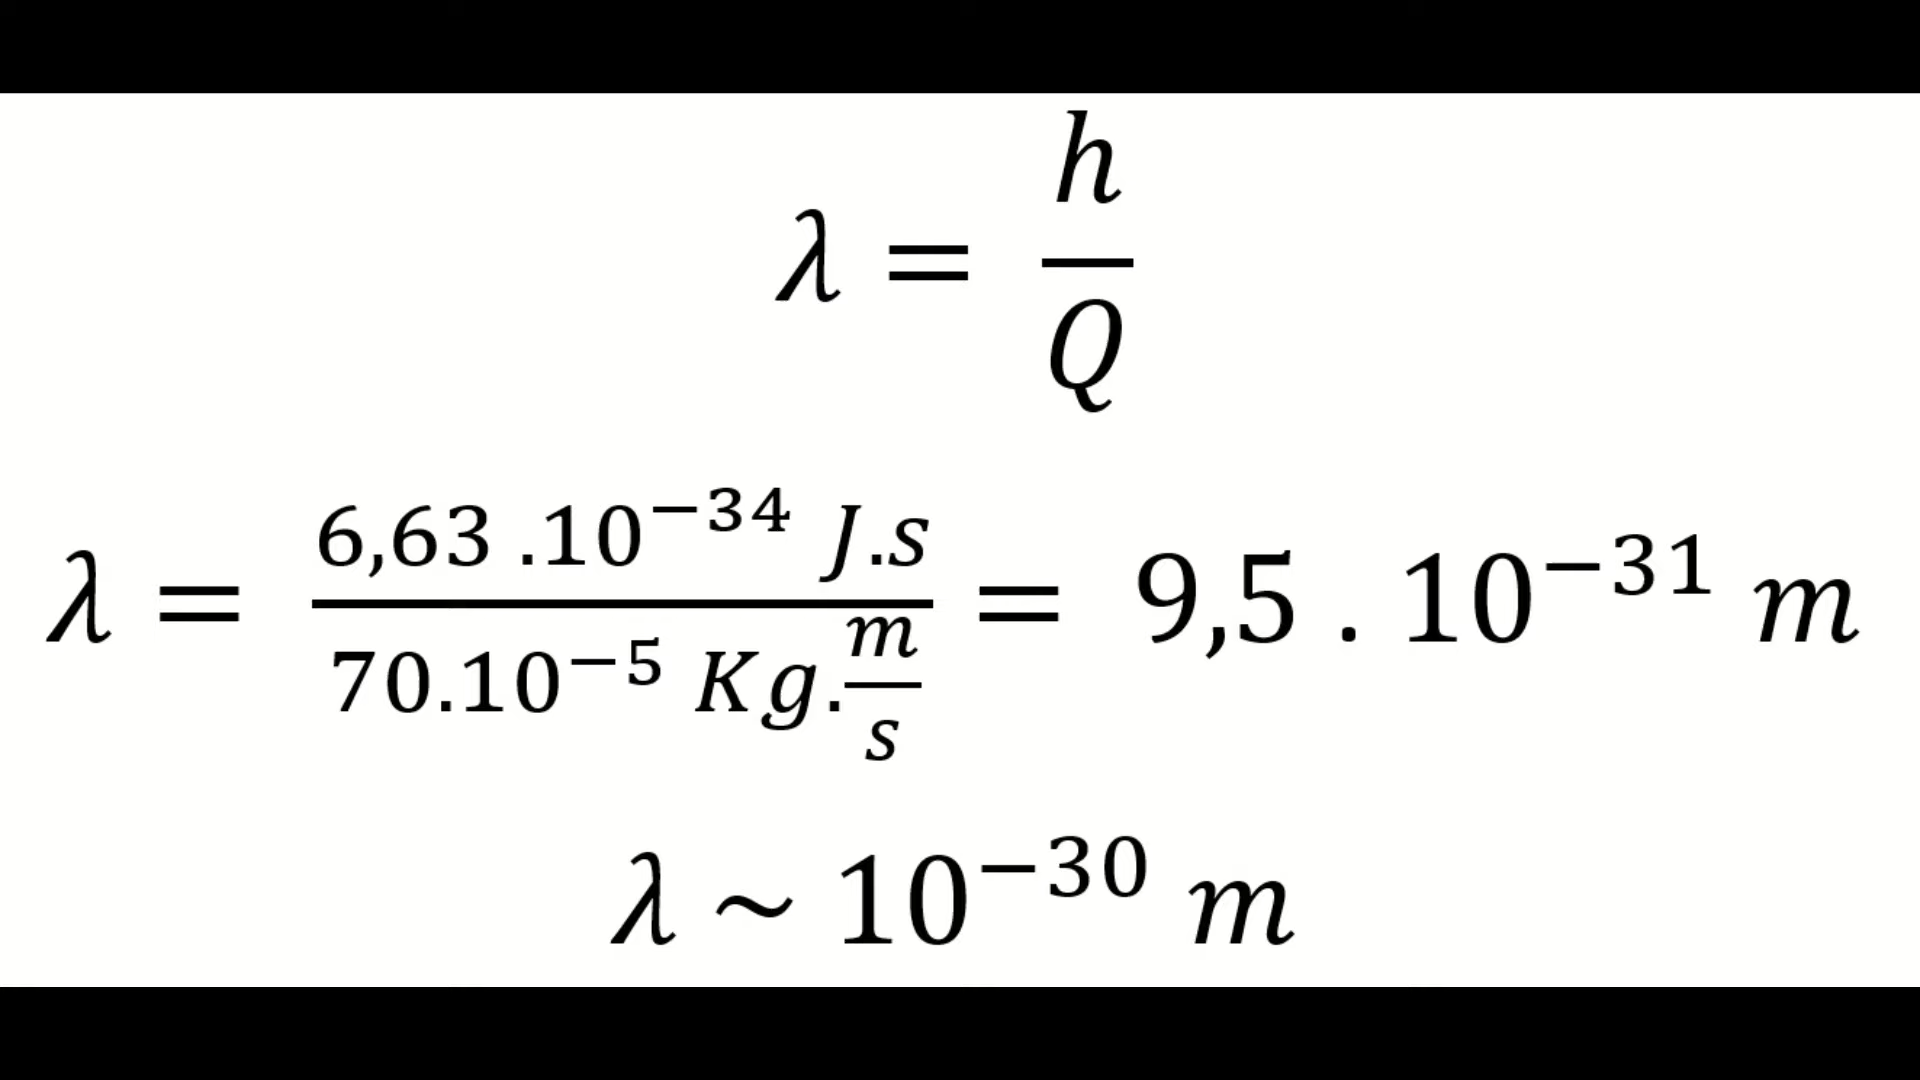 λ = h/Q
λ = 6,63 .10⁻³⁴ J.s / 70.10⁻⁵ Kg.m/s = 9,5 . 10⁻³¹ m
λ ~ 10⁻³⁰ m